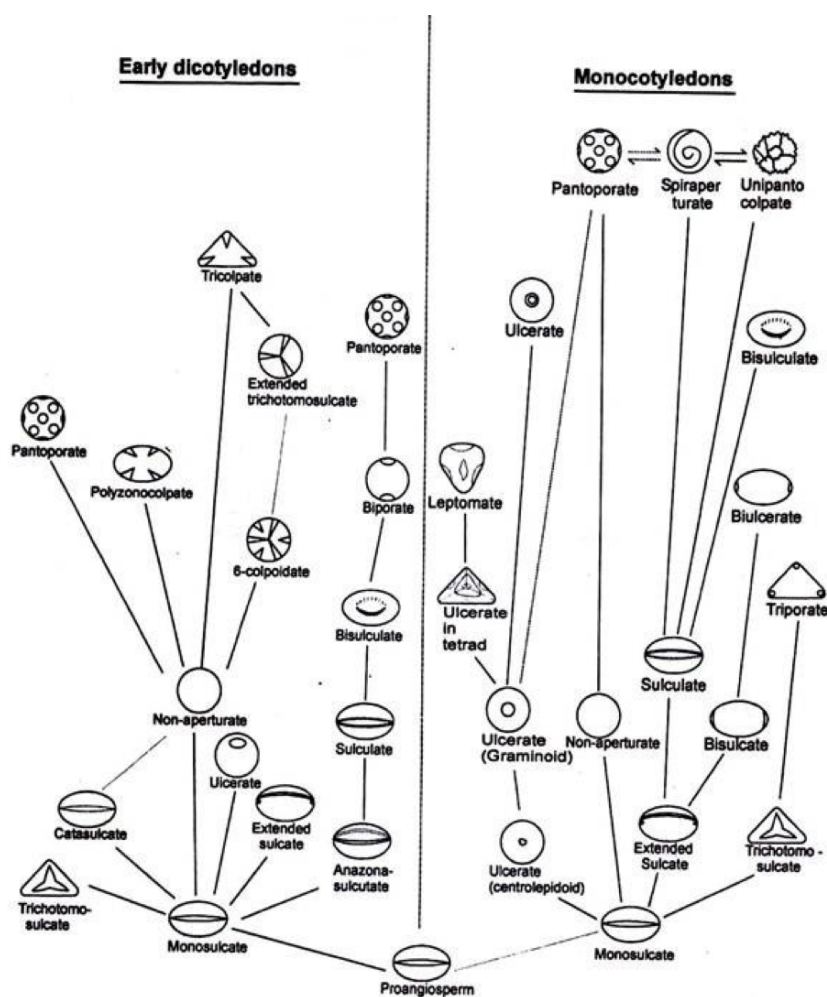 Early dicotyledons
Monocotyledons
Pantoporate
Spiraper
turate
Unipanto
colpate
Tricolpate
Ulcerate
Pantoporate
Bisulculate
Extended
trichotomosulcate
Pantoporate
Polyzonocolpate
Leptomate
Biporate
Biulcerate
6-colpoidate
Ulcerate
in
tetrad
Triporate
Bisulculate
Sulculate
Non-aperturate
Sulculate
Ulcerate
(Graminoid)
Non-aperturate
Bisulcate
Ulcerate
Catasulcate
Extended
sulcate
Anazona-
sulcutate
Ulcerate
(centrolepidoid)
Extended
Sulcate
Trichotomo -
sulcate
Trichotomo-
sulcate
Monosulcate
Monosulcate
Proangiosperm